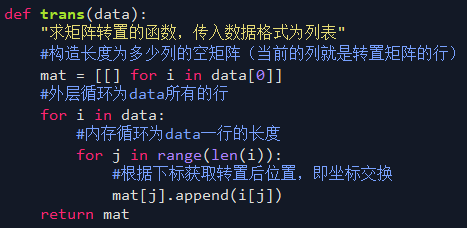 def trans(data):
    "求矩阵转置的函数，传入数据格式为列表"
    #构造长度为多少列的空矩阵（当前的列就是转置矩阵的行）
    mat = [[] for i in data[0]]
    #外层循环为data所有的行
    for i in data:
        #内存循环为data一行的长度
        for j in range(len(i)):
            #根据下标获取转置后位置，即坐标交换
            mat[j].append(i[j])
    return mat